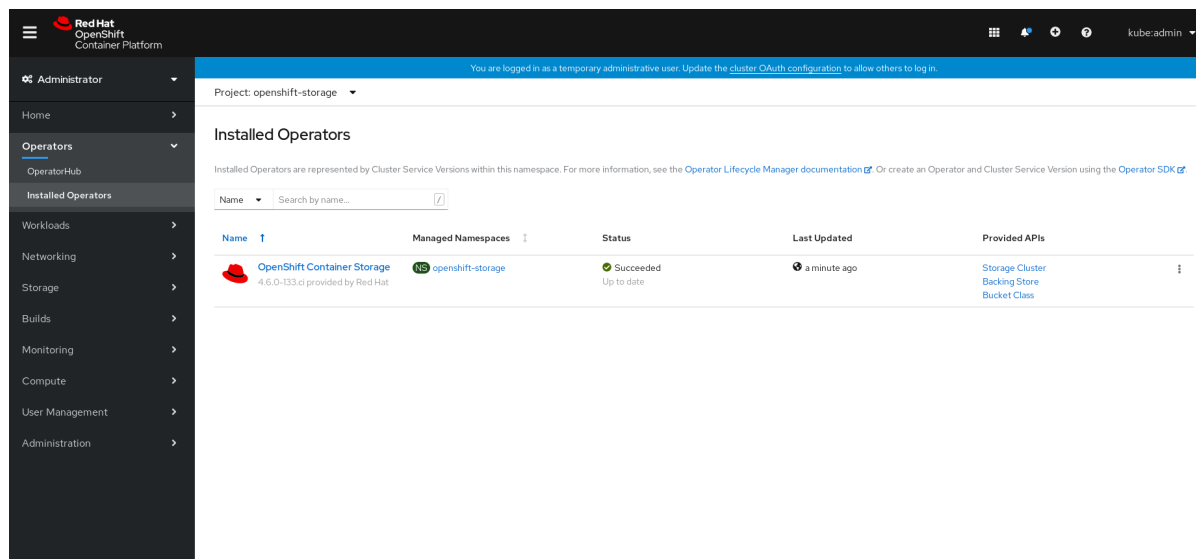 Red Hat
OpenShift
Container Platform
kube:admin
Administrator
You are logged in as a temporary administrative user. Update the cluster OAuth configuration to allow others to log in.
Project: openshift-storage
Home
Operators
OperatorHub
Installed Operators
Workloads
Networking
Storage
Builds
Monitoring
Compute
User Management
Administration
Installed Operators
Installed Operators are represented by Cluster Service Versions within this namespace. For more information, see the Operator Lifecycle Manager documentation. Or create an Operator and Cluster Service Version using the Operator SDK.
Name Search by name... /
Name Managed Namespaces Status Last Updated Provided APIs
OpenShift Container Storage
4.6.0-133.ci provided by Red Hat
NS openshift-storage
Succeeded
Up to date
a minute ago
Storage Cluster
Backing Store
Bucket Class